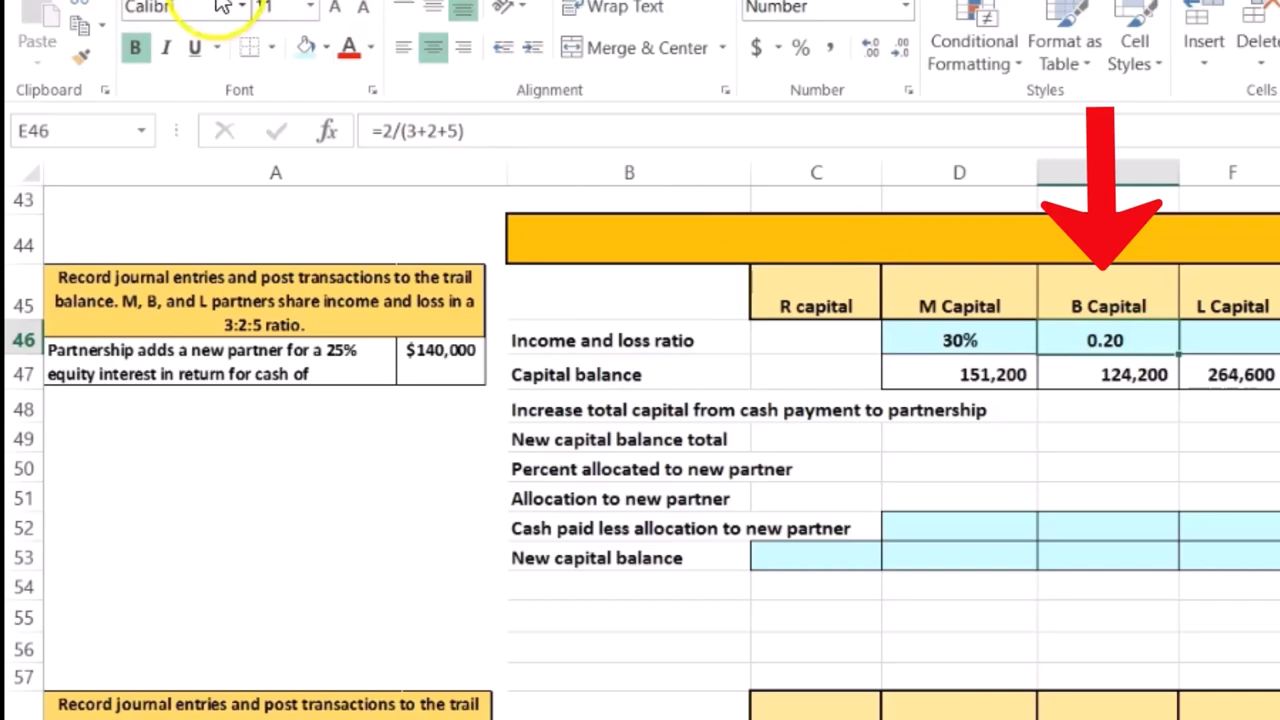 Calibri 11 A A
Wrap Text
Number
Paste
B I U A
Merge & Center
$ % ,
Conditional Formatting
Format as Table
Cell Styles
Insert
Delet
Clipboard
Font
Alignment
Number
Styles
Cells
E46
fx
=2/(3+2+5)
A B C D F
43
44
Record journal entries and post transactions to the trail
balance. M, B, and L partners share income and loss in a
3:2:5 ratio.
45 R capital M Capital B Capital L Capital
46 Partnership adds a new partner for a 25% $140,000 Income and loss ratio 30% 0.20
47 equity interest in return for cash of Capital balance 151,200 124,200 264,600
48 Increase total capital from cash payment to partnership
49 New capital balance total
50 Percent allocated to new partner
51 Allocation to new partner
52 Cash paid less allocation to new partner
53 New capital balance
54
55
56
57
Record journal entries and post transactions to the trail